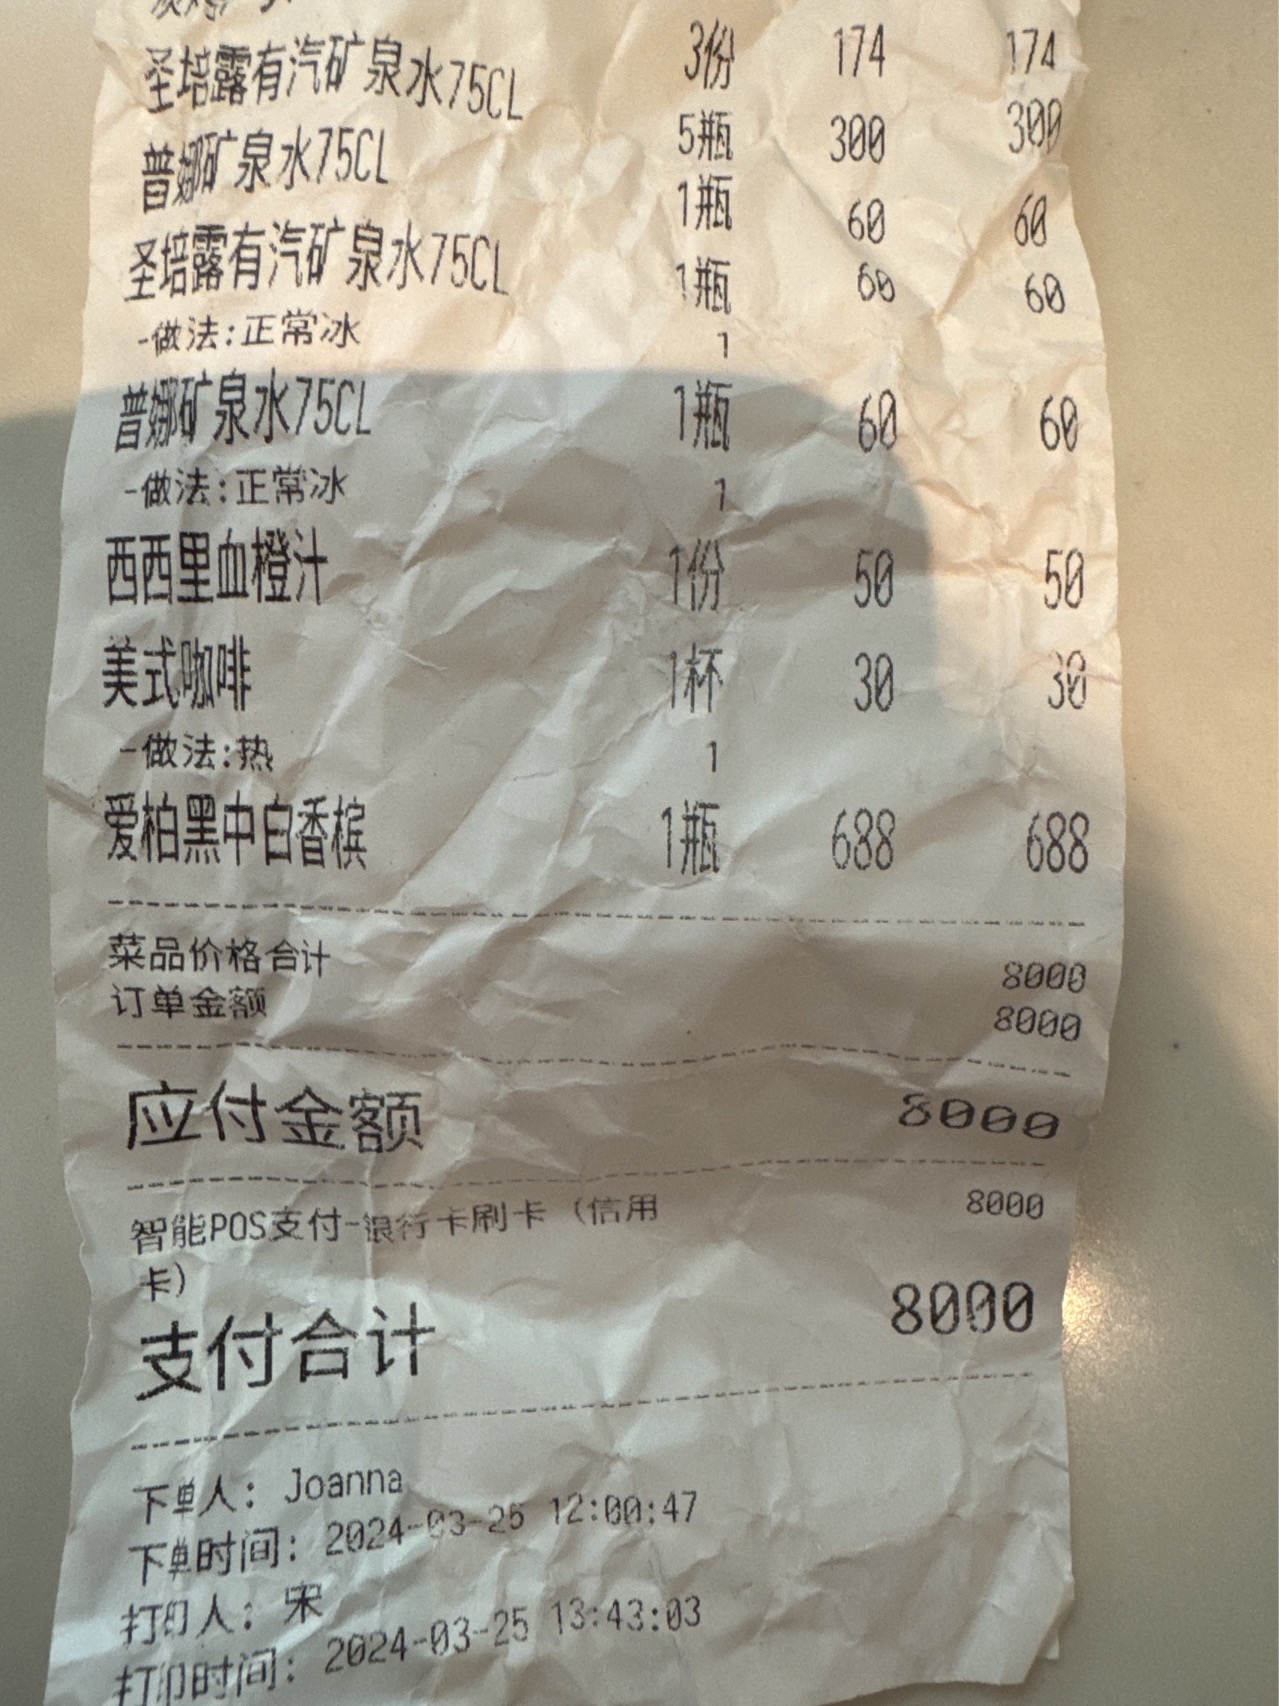 3份 174 174
圣培露有汽矿泉水75CL 5瓶 300 300
普娜矿泉水75CL 1瓶 60 60
圣培露有汽矿泉水75CL 1瓶 60 60
-做法:正常冰 1
普娜矿泉水75CL 1瓶 60 60
-做法:正常冰 1
西西里血橙汁 1份 50 50
美式咖啡 1杯 30 30
-做法:热 1
爱柏黑中白香槟 1瓶 688 688
菜品价格合计 8000
订单金额 8000
应付金额 8000
智能POS支付-银行卡刷卡（信用 8000
卡）
支付合计 8000
下单人: Joanna
下单时间: 2024-03-25 12:00:47
打印人: 宋
打印时间: 2024-03-25 13:43:03